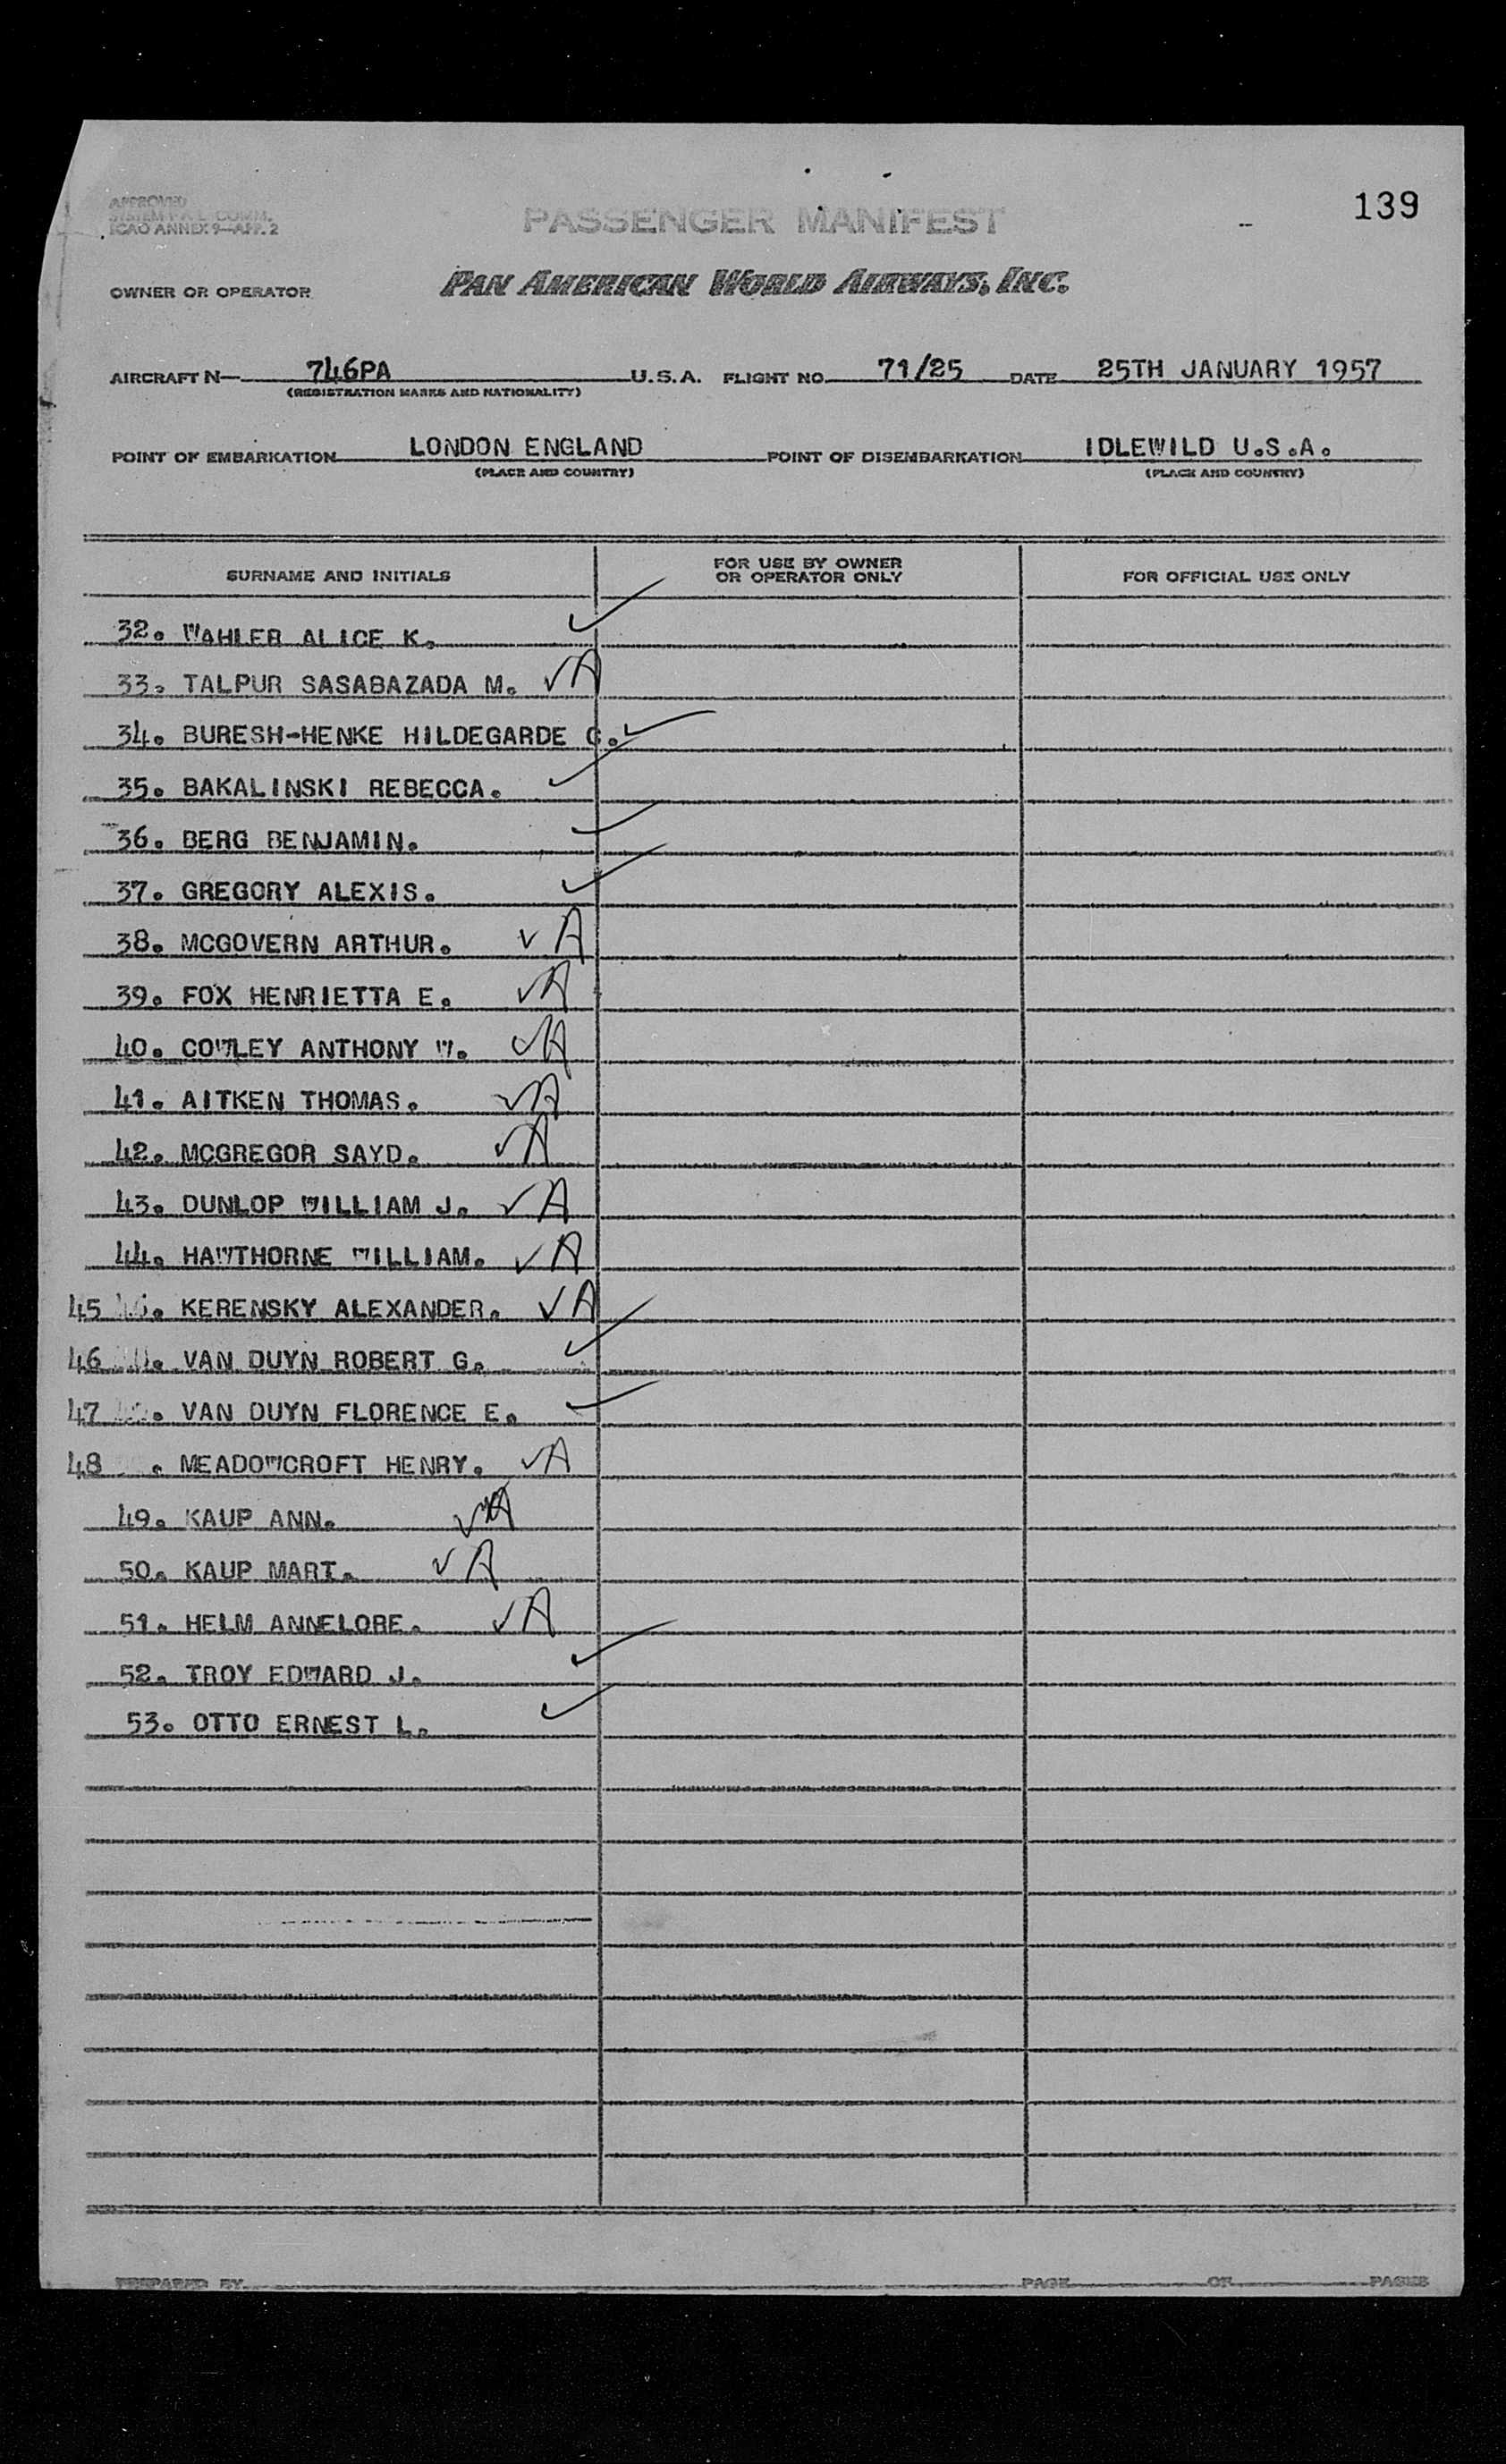 139
APPROVED
SYSTEM P.A.L. COMM.
ICAO ANNEX 9—APP. 2
PASSENGER MANIFEST
OWNER OR OPERATOR PAN AMERICAN WORLD AIRWAYS, INC.
AIRCRAFT N— 746PA U.S.A. FLIGHT NO 71/25 DATE 25TH JANUARY 1957
(REGISTRATION MARKS AND NATIONALITY)
POINT OF EMBARKATION LONDON ENGLAND POINT OF DISEMBARKATION IDLEWILD U.S.A.
(PLACE AND COUNTRY) (PLACE AND COUNTRY)
SURNAME AND INITIALS FOR USE BY OWNER OR OPERATOR ONLY FOR OFFICIAL USE ONLY
32. WAHLER ALICE K. ✓
33. TALPUR SASABAZADA M. ✓A
34. BURESH-HENKE HILDEGARDE G. ✓
35. BAKALINSKI REBECCA. ✓
36. BERG BENJAMIN. ✓
37. GREGORY ALEXIS. ✓
38. MCGOVERN ARTHUR. ✓ A
39. FOX HENRIETTA E. ✓A
40. COWLEY ANTHONY W. ✓A
41. AITKEN THOMAS. ✓A
42. MCGREGOR SAYD. ✓A
43. DUNLOP WILLIAM J. ✓ A
44. HAWTHORNE WILLIAM. ✓ A
45 . KERENSKY ALEXANDER. ✓ A
46 . VAN DUYN ROBERT G. ✓
47 . VAN DUYN FLORENCE E. ✓
48 . MEADOWCROFT HENRY. ✓A
49. KAUP ANN. ✓A
50. KAUP MART. ✓ A
51. HELM ANNELORE. ✓ A
52. TROY EDWARD J. ✓
53. OTTO ERNEST L. ✓
PREPARED BY PAGE OF PAGES